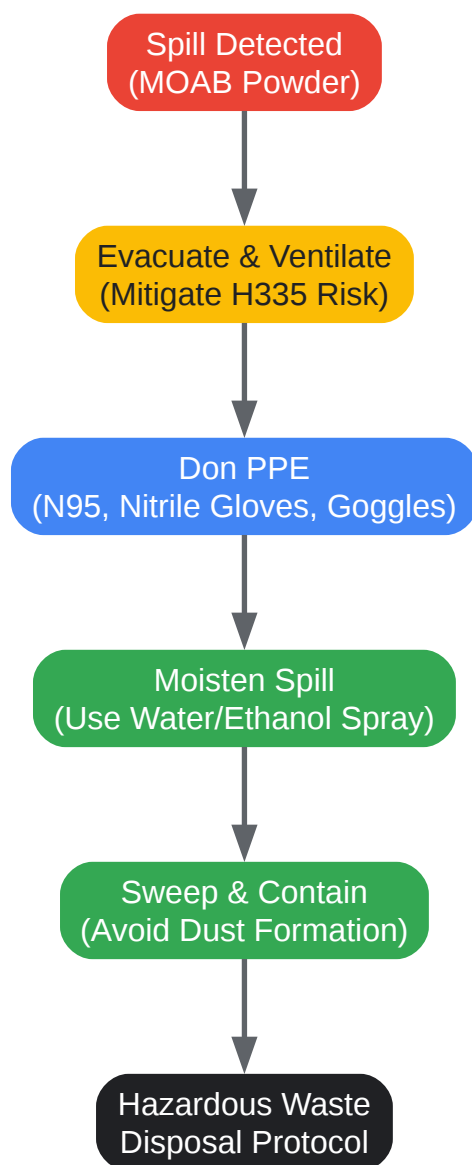 Spill Detected
(MOAB Powder)
Evacuate & Ventilate
(Mitigate H335 Risk)
Don PPE
(N95, Nitrile Gloves, Goggles)
Moisten Spill
(Use Water/Ethanol Spray)
Sweep & Contain
(Avoid Dust Formation)
Hazardous Waste
Disposal Protocol